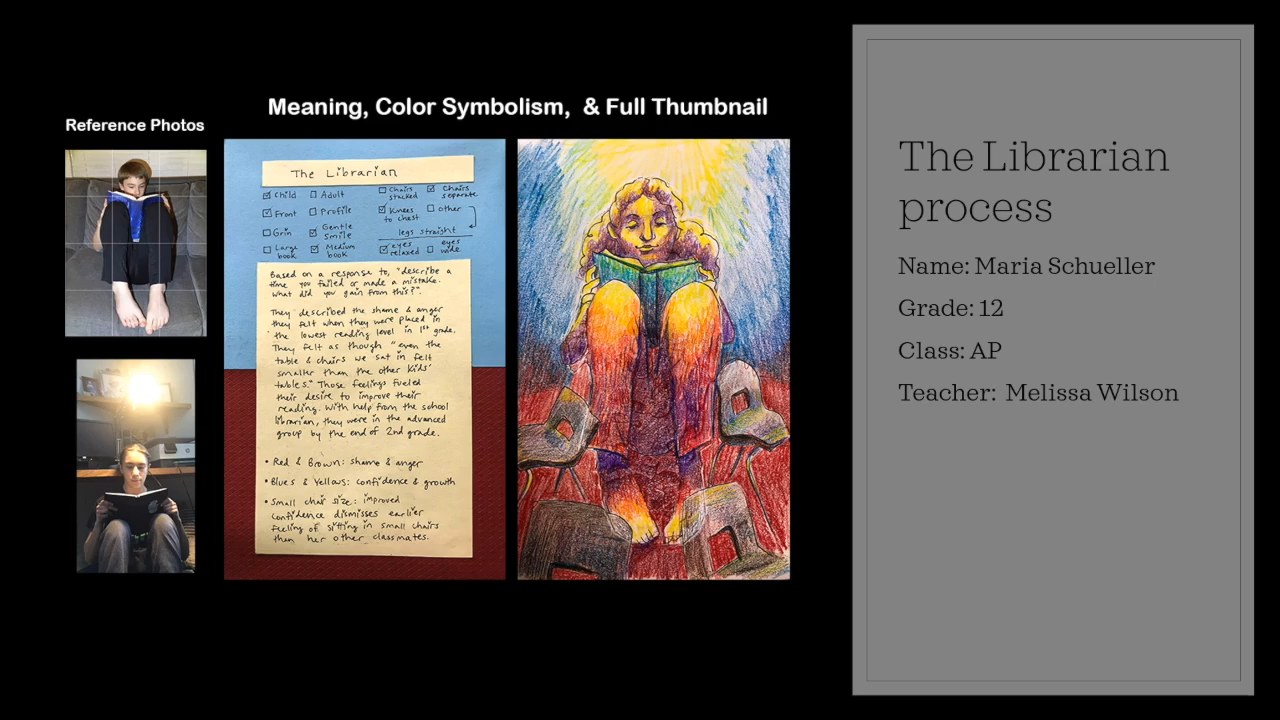 Reference Photos
Meaning, Color Symbolism,  & Full Thumbnail
The Librarian
☑ Child ☐ Adult ☐ Chairs stacked ☑ Chairs separate
☑ Front ☐ Profile ☑ Knees to chest ☐ other
☐ Grin ☑ Gentle smile legs straight
☐ Large book ☑ Medium book ☑ eyes relaxed ☐ eyes wide
Based on a response to, "describe a
time you failed or made a mistake.
What did you gain from this?".
They described the shame & anger
they felt when they were placed in
the lowest reading level in 1st grade.
They felt as though "even the
table & chairs we sat in felt
smaller than the other kids'
tables." Those feelings fueled
their desire to improve their
reading. With help from the school
librarian, they were in the advanced
group by the end of 2nd grade.
• Red & Brown: shame & anger
• Blues & Yellows: confidence & growth
• Small chair size: improved
confidence dismisses earlier
feeling of sitting in small chairs
than her other classmates.
The Librarian
process
Name: Maria Schueller
Grade: 12
Class: AP
Teacher:  Melissa Wilson